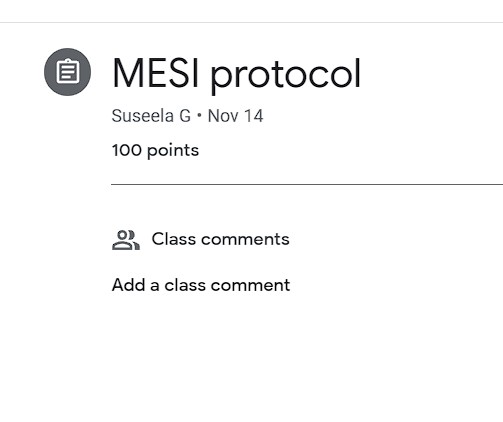 MESI protocol
Suseela G • Nov 14
100 points
Class comments
Add a class comment